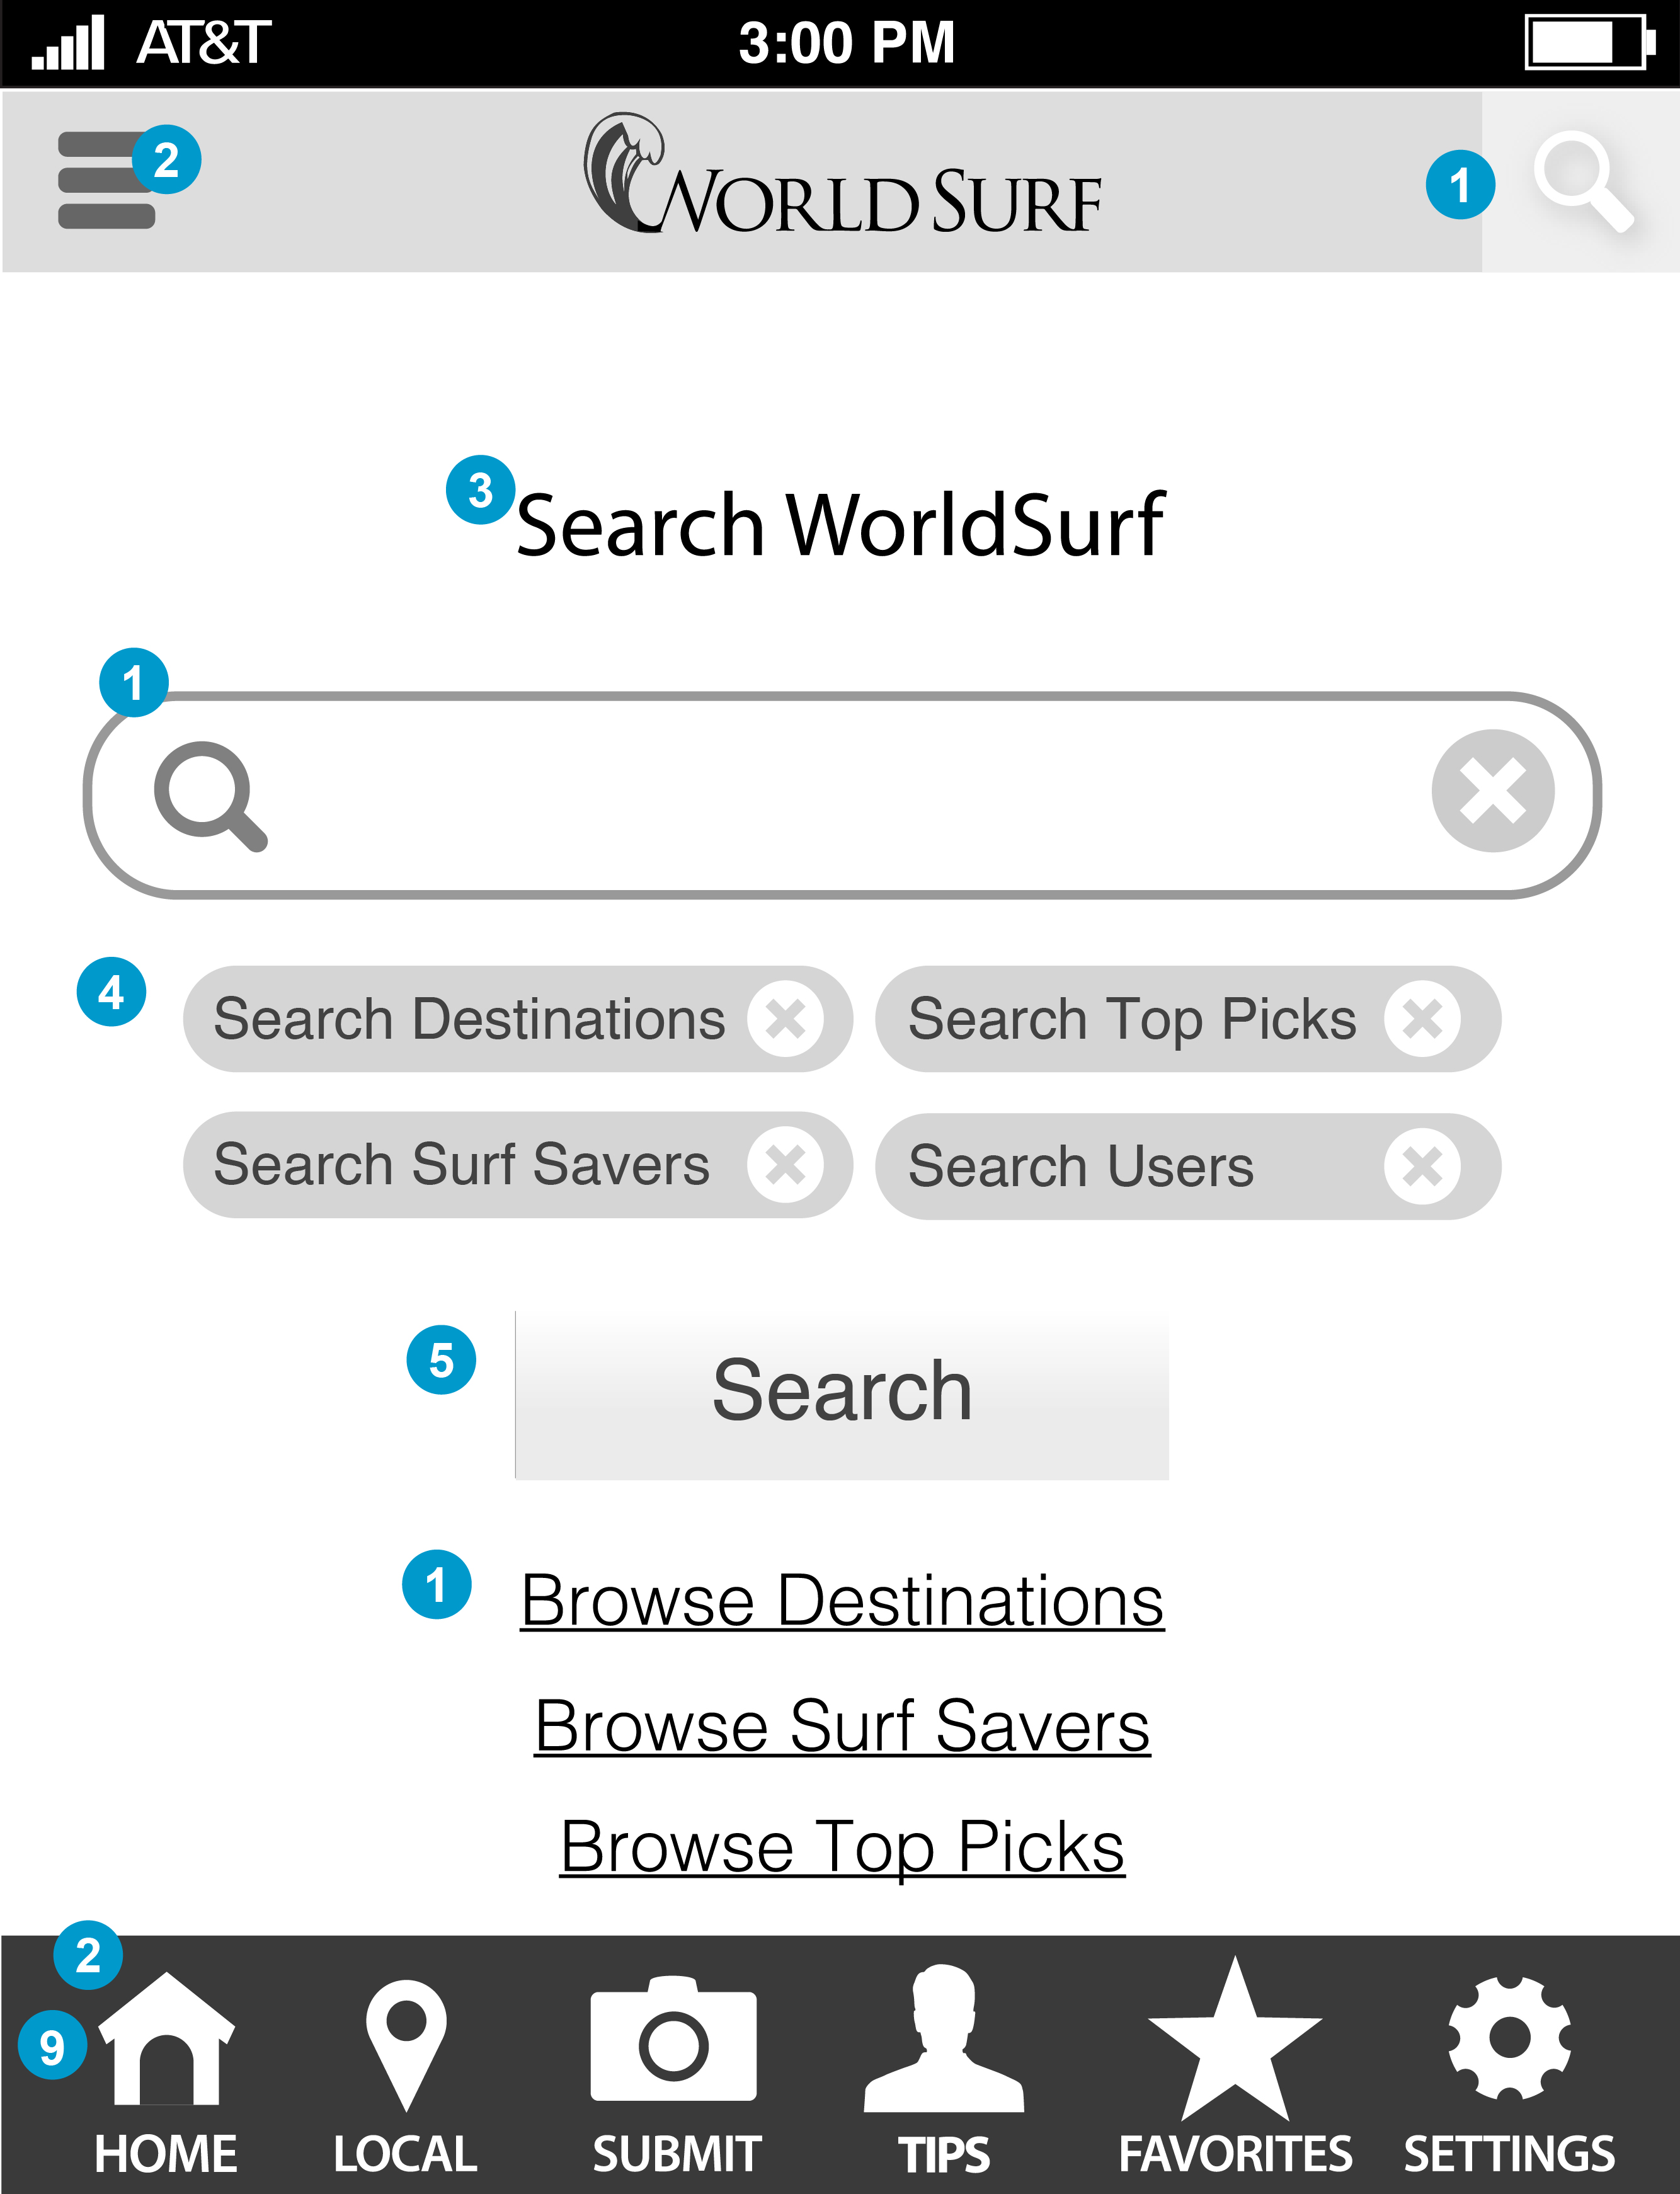 AT&T 3:00 PM
2 WORLD SURF 1
3 Search WorldSurf
1
4 Search Destinations Search Top Picks
Search Surf Savers Search Users
5 Search
1 Browse Destinations
Browse Surf Savers
Browse Top Picks
2
9
HOME LOCAL SUBMIT TIPS FAVORITES SETTINGS